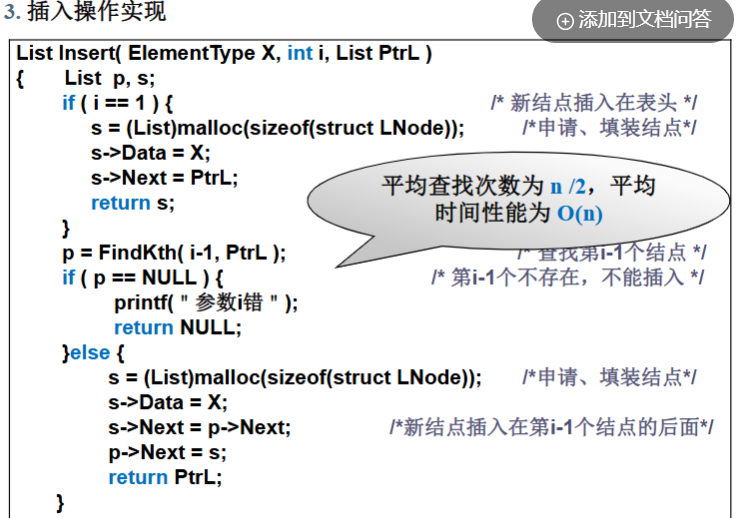 3. 插入操作实现
添加到文档问答
List Insert( ElementType X, int i, List PtrL )
{ List p, s;
if ( i == 1 ) { /* 新结点插入在表头 */
s = (List)malloc(sizeof(struct LNode)); /*申请、填装结点*/
s->Data = X;
s->Next = PtrL;
return s;
}
平均查找次数为 n /2，平均
时间性能为 O(n)
p = FindKth( i-1, PtrL ); /* 查找第i-1个结点 */
if ( p == NULL ) { /* 第i-1个不存在，不能插入 */
printf( " 参数i错 " );
return NULL;
}else {
s = (List)malloc(sizeof(struct LNode)); /*申请、填装结点*/
s->Data = X;
s->Next = p->Next; /*新结点插入在第i-1个结点的后面*/
p->Next = s;
return PtrL;
}